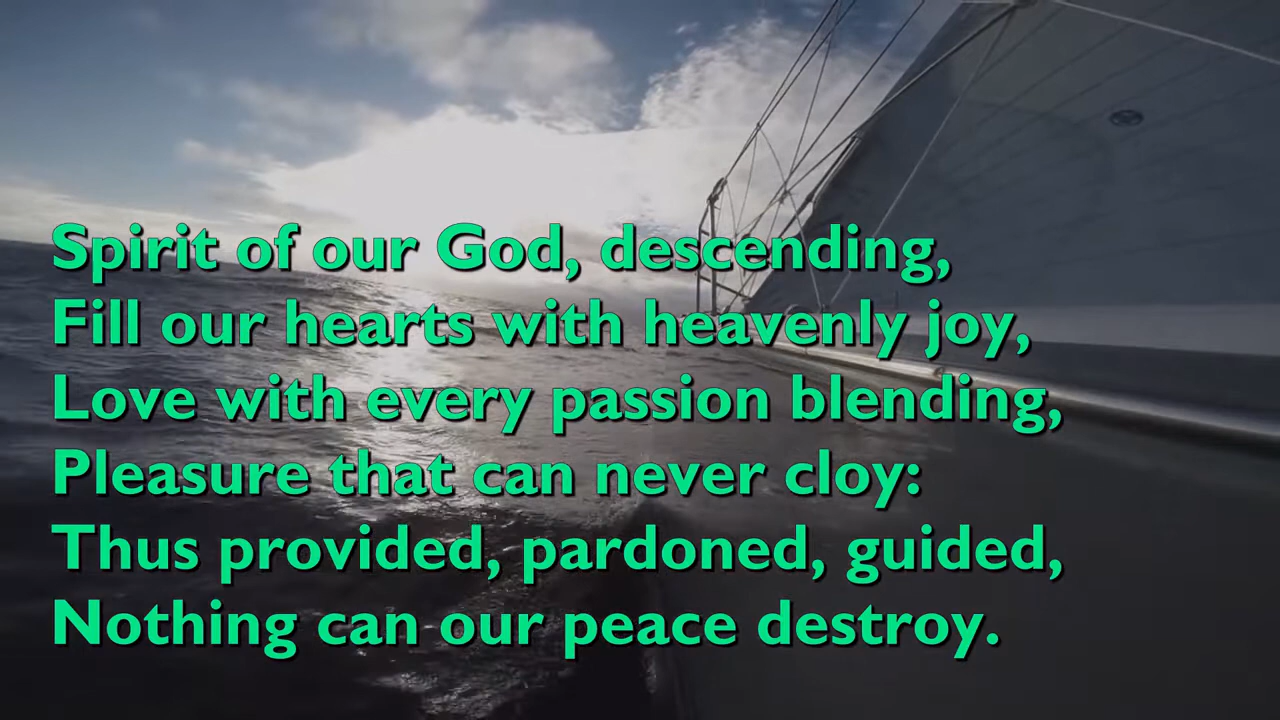 Spirit of our God, descending,
Fill our hearts with heavenly joy,
Love with every passion blending,
Pleasure that can never cloy:
Thus provided, pardoned, guided,
Nothing can our peace destroy.